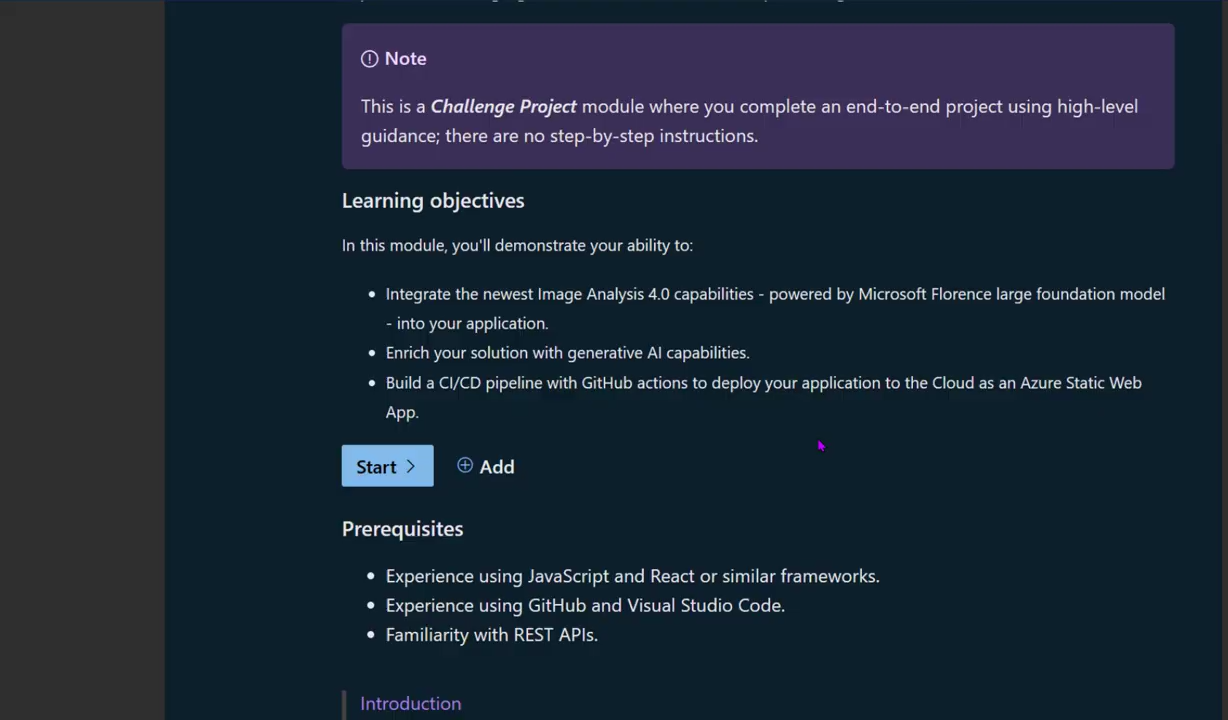 Note
This is a Challenge Project module where you complete an end-to-end project using high-level
guidance; there are no step-by-step instructions.
Learning objectives
In this module, you'll demonstrate your ability to:
Integrate the newest Image Analysis 4.0 capabilities - powered by Microsoft Florence large foundation model
- into your application.
Enrich your solution with generative AI capabilities.
Build a CI/CD pipeline with GitHub actions to deploy your application to the Cloud as an Azure Static Web
App.
Start
Add
Prerequisites
Experience using JavaScript and React or similar frameworks.
Experience using GitHub and Visual Studio Code.
Familiarity with REST APIs.
Introduction